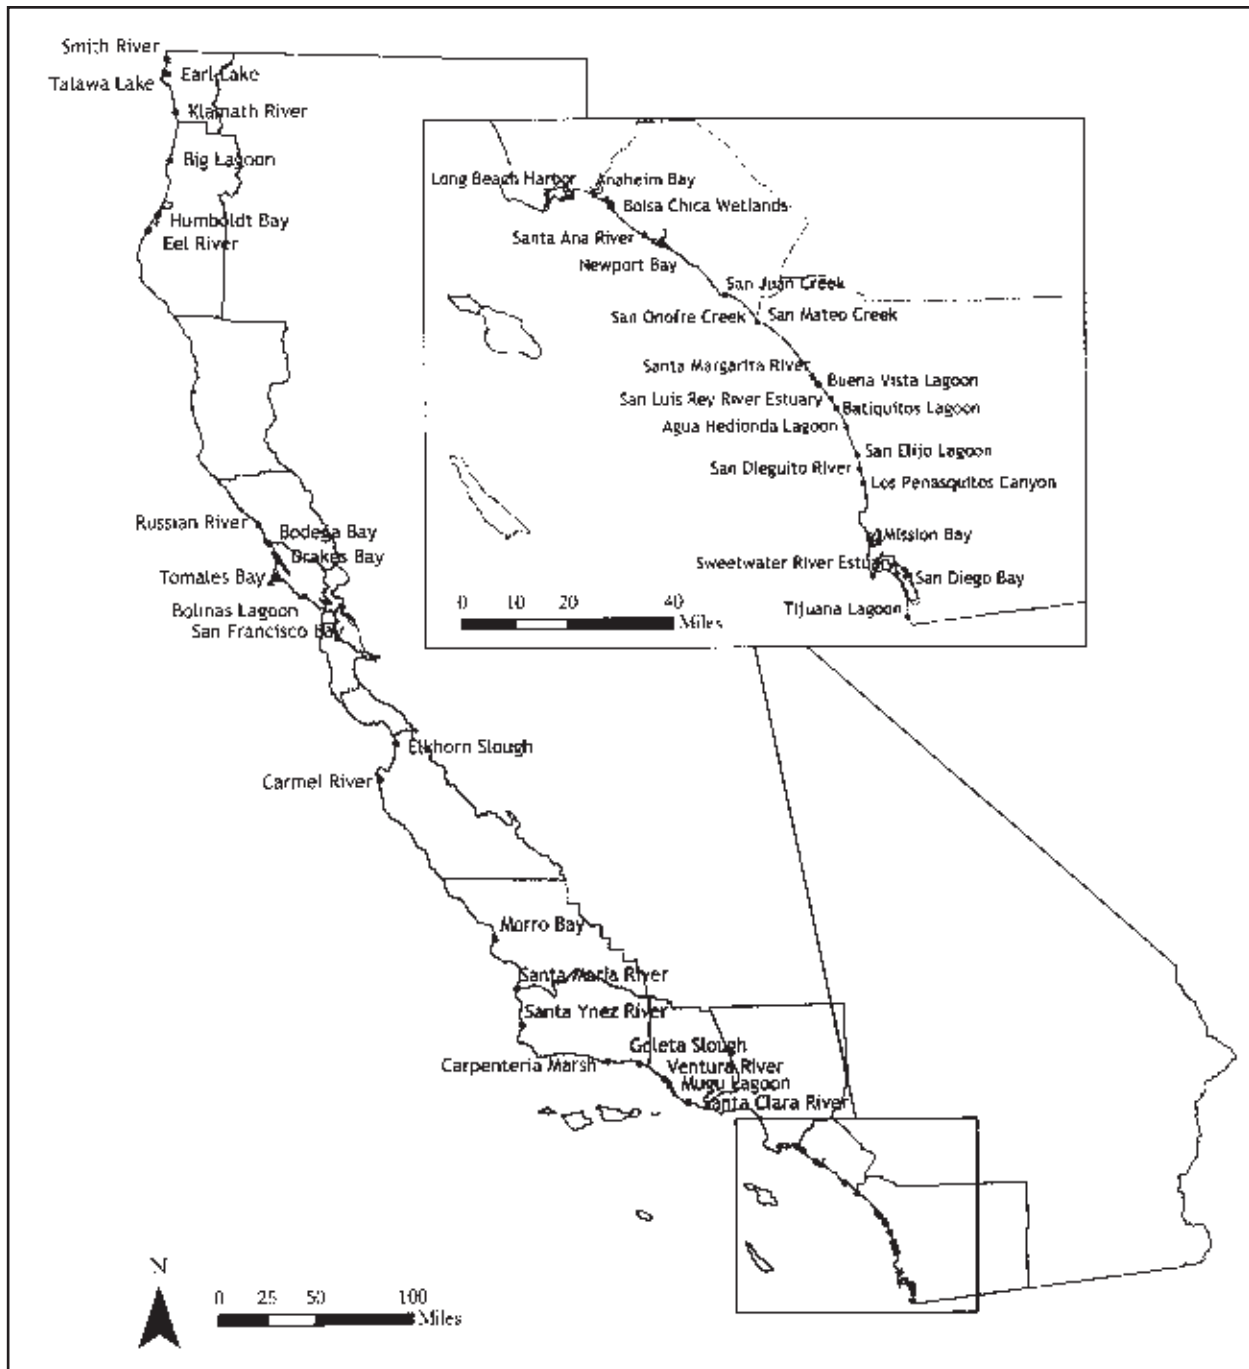 Smith River
Earl Lake
Talawa Lake
Klamath River
Big Lagoon
Humboldt Bay
Eel River
Long Beach Harbor
Anaheim Bay
Bolsa Chica Wetlands
Santa Ana River
Newport Bay
San Juan Creek
San Onofre Creek
San Mateo Creek
Santa Margarita River
Buena Vista Lagoon
San Luis Rey River Estuary
Batiquitos Lagoon
Agua Hedionda Lagoon
San Elijo Lagoon
San Dieguito River
Los Penasquitos Canyon
Mission Bay
Sweetwater River Estuary
San Diego Bay
Tijuana Lagoon
0 10 20 40
Miles
Russian River
Bodega Bay
Drakes Bay
Tomales Bay
Bolinas Lagoon
San Francisco Bay
Elkhorn Slough
Carmel River
Morro Bay
Santa Maria River
Santa Ynez River
Goleta Slough
Carpenteria Marsh
Ventura River
Mugu Lagoon
Santa Clara River
N
0 25 50 100
Miles